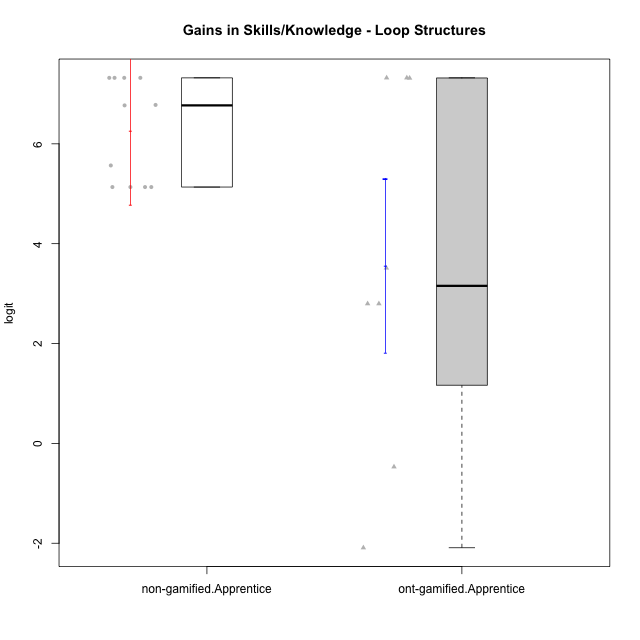 Gains in Skills/Knowledge - Loop Structures
logit
6
4
2
0
-2
non-gamified.Apprentice
ont-gamified.Apprentice